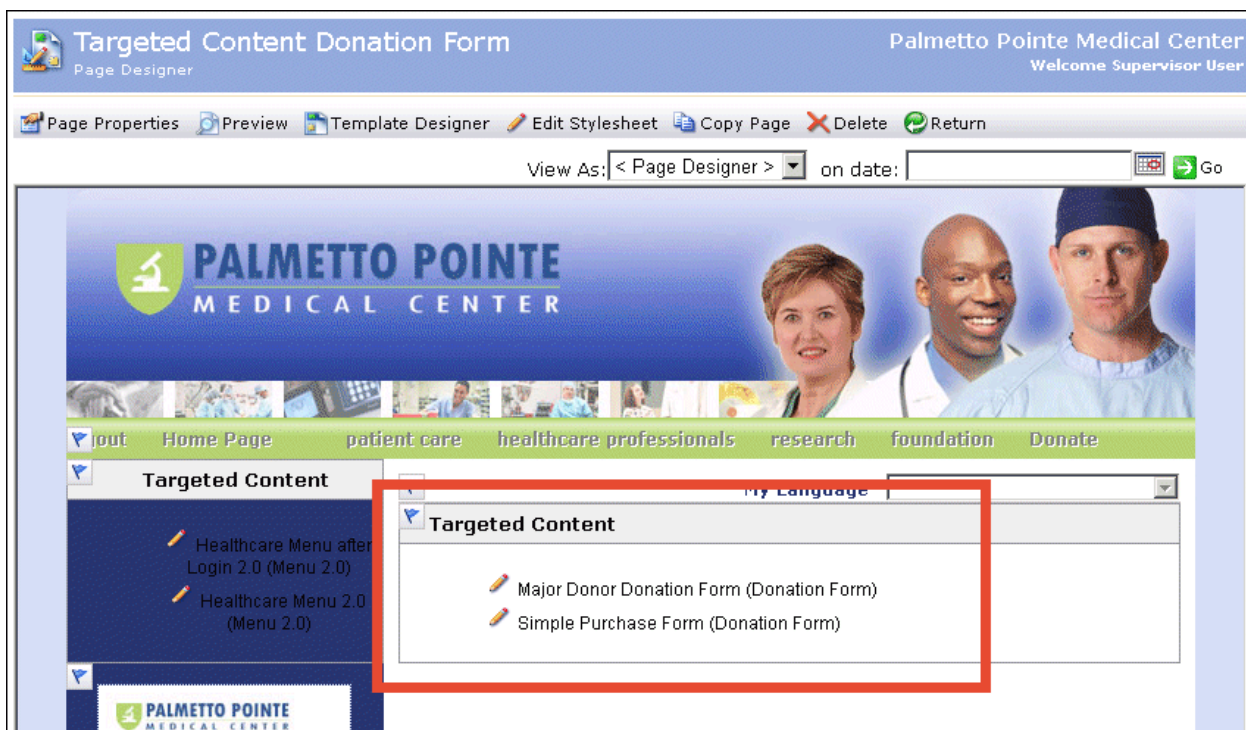 Targeted Content Donation Form
Page Designer
Palmetto Pointe Medical Center
Welcome Supervisor User
Page Properties Preview Template Designer Edit Stylesheet Copy Page Delete Return
View As: < Page Designer > on date: Go
PALMETTO POINTE
MEDICAL CENTER
out Home Page patient care healthcare professionals research foundation Donate
Targeted Content
Healthcare Menu after
Login 2.0 (Menu 2.0)
Healthcare Menu 2.0
(Menu 2.0)
My Language
Targeted Content
Major Donor Donation Form (Donation Form)
Simple Purchase Form (Donation Form)
PALMETTO POINTE
MEDICAL CENTER